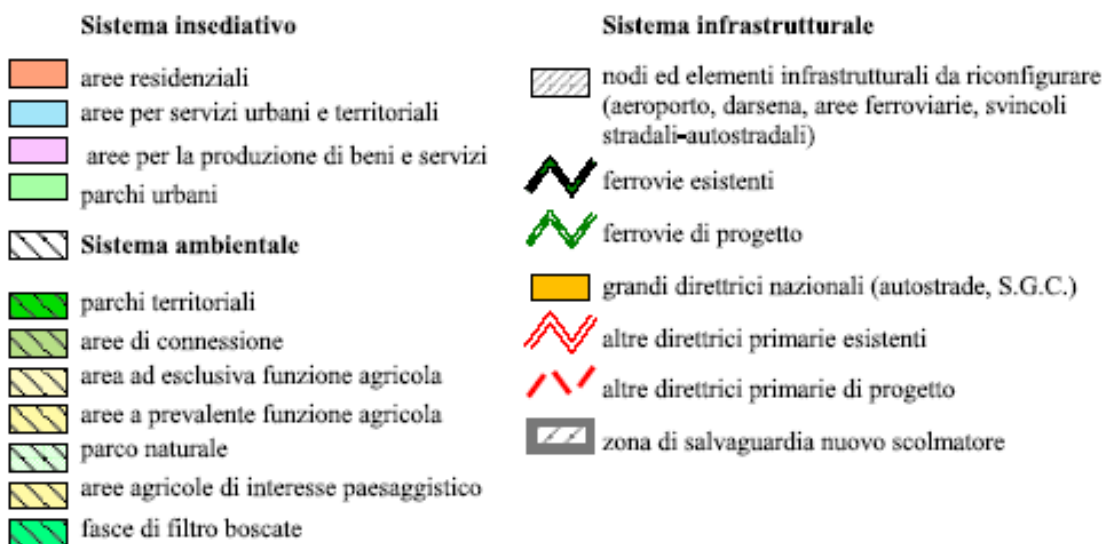 Sistema insediativo
aree residenziali
aree per servizi urbani e territoriali
aree per la produzione di beni e servizi
parchi urbani
Sistema ambientale
parchi territoriali
aree di connessione
area ad esclusiva funzione agricola
aree a prevalente funzione agricola
parco naturale
aree agricole di interesse paesaggistico
fasce di filtro boscate
Sistema infrastrutturale
nodi ed elementi infrastrutturali da riconfigurare
(aeroporto, darsena, aree ferroviarie, svincoli
stradali-autostradali)
ferrovie esistenti
ferrovie di progetto
grandi direttrici nazionali (autostrade, S.G.C.)
altre direttrici primarie esistenti
altre direttrici primarie di progetto
zona di salvaguardia nuovo scolmatore